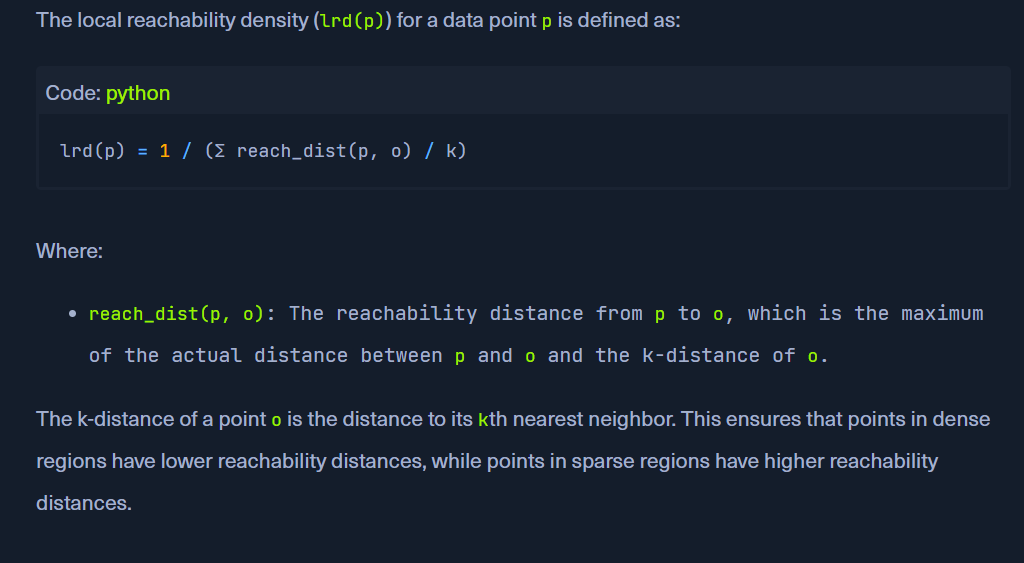 The local reachability density (lrd(p)) for a data point p is defined as:
Code: python
lrd(p) = 1 / (Σ reach_dist(p, o) / k)
Where:
• reach_dist(p, o): The reachability distance from p to o, which is the maximum
of the actual distance between p and o and the k-distance of o.
The k-distance of a point o is the distance to its kth nearest neighbor. This ensures that points in dense
regions have lower reachability distances, while points in sparse regions have higher reachability
distances.